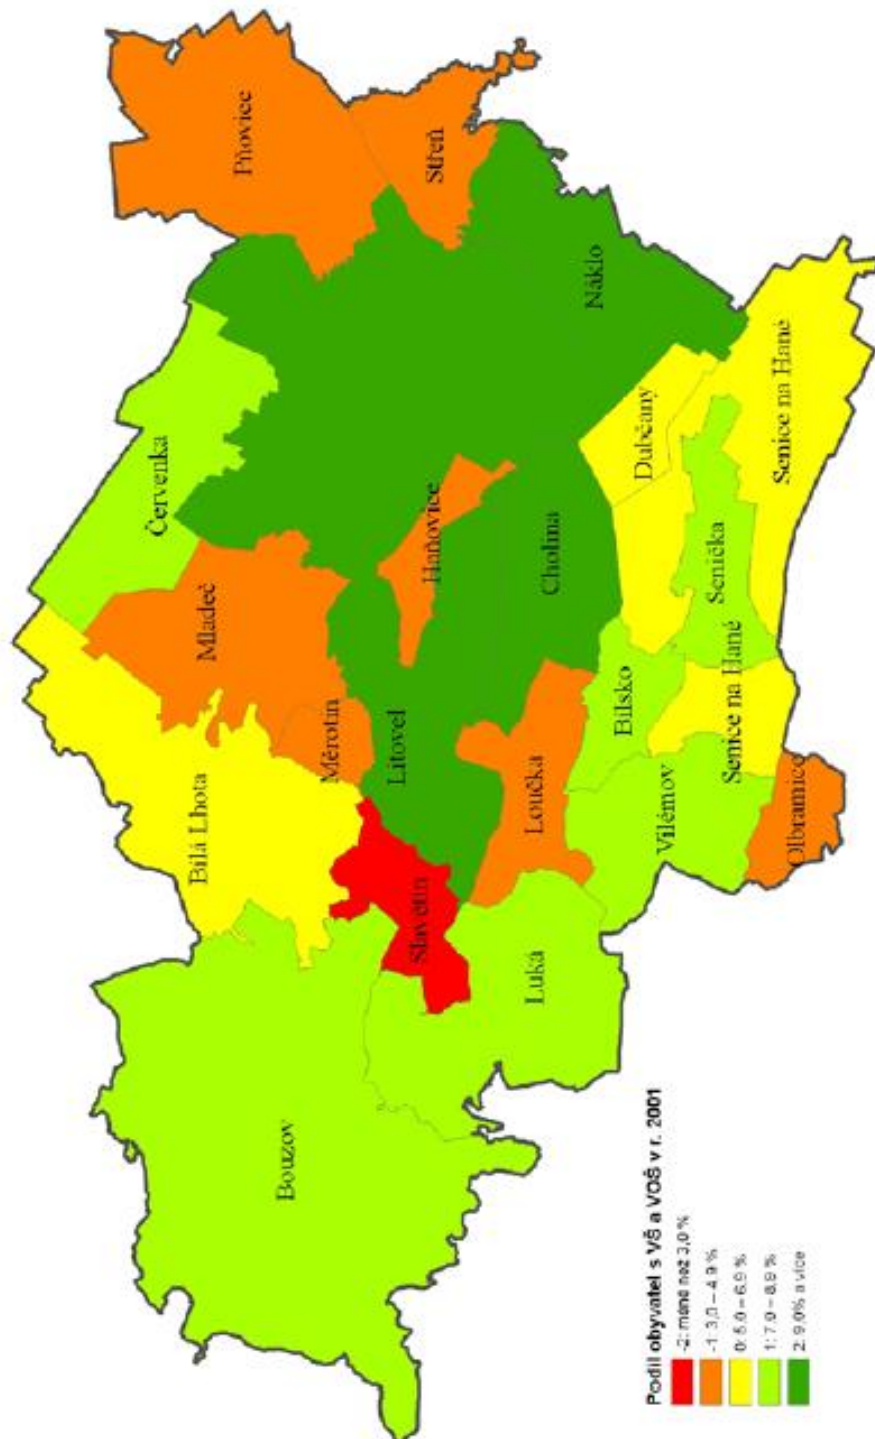 Pňovice
Střeň
Červenka
Náklo
Mladeč
Haňovice
Dubčany
Senice na Hané
Cholina
Senička
Bílá Lhota
Měrotín
Litovel
Bílsko
Senice na Hané
Loučka
Vilémov
Olbramice
Slavětín
Luká
Bouzov
Podíl obyvatel s VŠ a VOŠ v r. 2001
-2: méně než 3,0 %
-1: 3,0 – 4,9 %
0: 5,0 – 6,9 %
1: 7,0 – 8,9 %
2: 9,0% a více